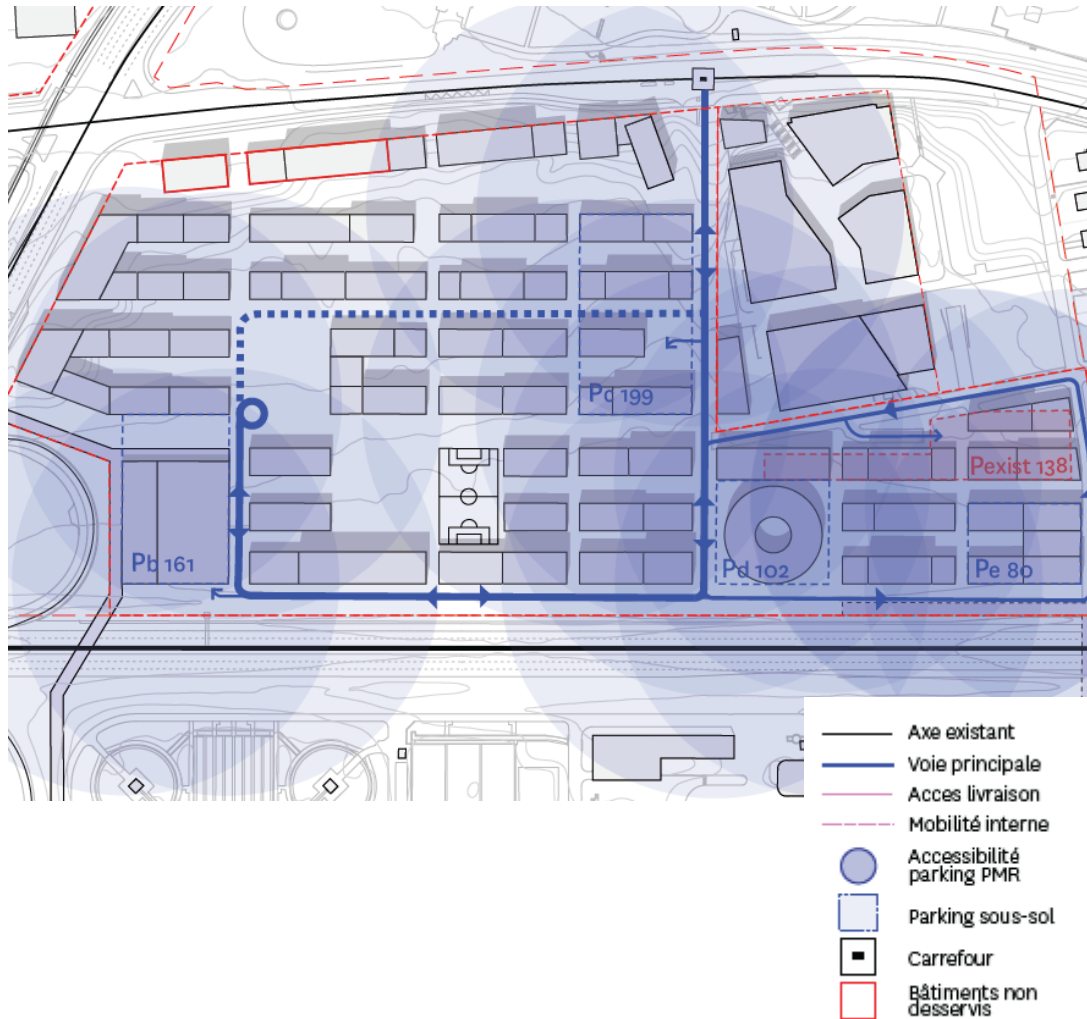 Pc 199
Pexist 138
Pb 161
Pd 102
Pe 80
Axe existant
Voie principale
Acces livraison
Mobilité interne
Accessibilité
parking PMR
Parking sous-sol
Carrefour
Bâtiments non
desservis